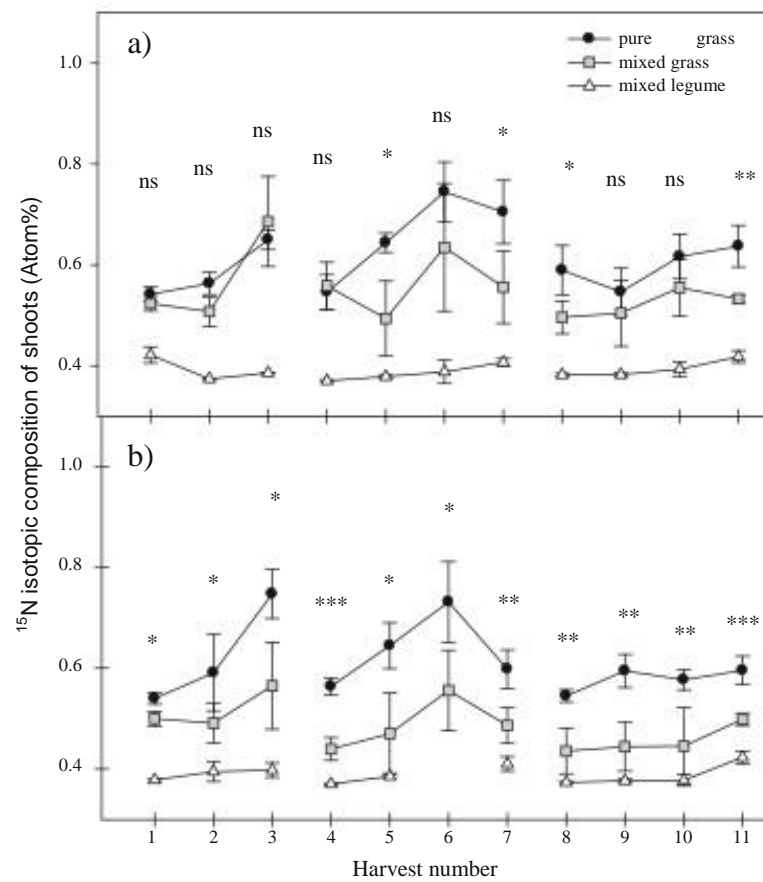 a)
pure grass
mixed grass
mixed legume
1.0
0.8
0.6
0.4
ns
ns
ns
ns
*
ns
*
*
ns
ns
**
b)
1.0
0.8
0.6
0.4
*
*
*
***
*
*
**
**
**
**
***
1 2 3 4 5 6 7 8 9 10 11
Harvest number
15N isotopic composition of shoots (Atom%)